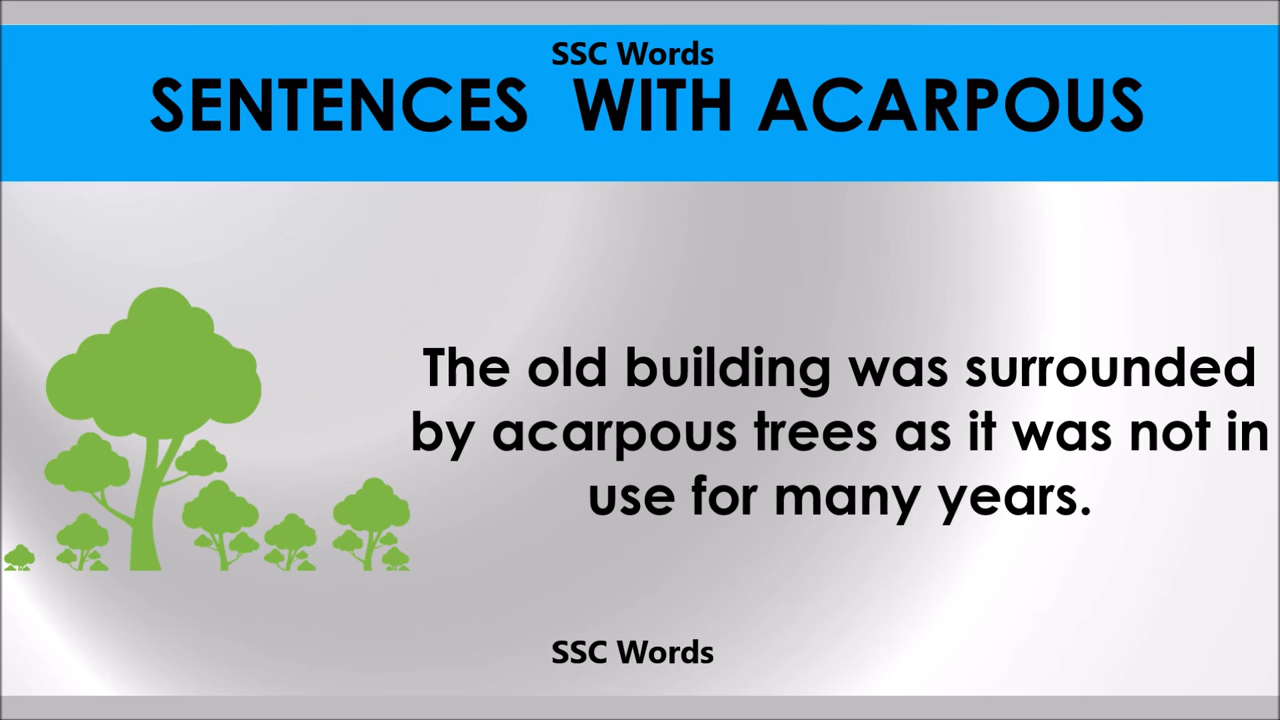 SSC Words
SENTENCES WITH ACARPOUS
The old building was surrounded
by acarpous trees as it was not in
use for many years.
SSC Words